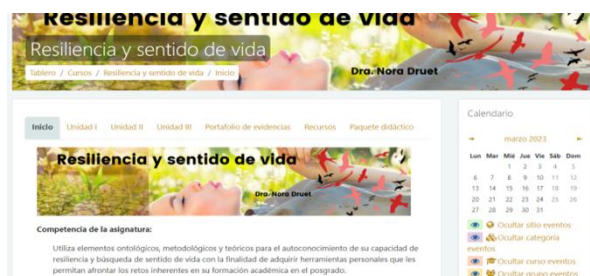 Resiliencia y sentido de vida
Resiliencia y sentido de vida
Tablero / Cursos / Resiliencia y sentido de vida / Inicio
Dra. Nora Druet
Inicio Unidad I Unidad II Unidad III Portafolio de evidencias Recursos Paquete didáctico
Resiliencia y sentido de vida
Dra. Nora Druet
Competencia de la asignatura:
Utiliza elementos ontológicos, metodológicos y teóricos para el autoconocimiento de su capacidad de
resiliencia y búsqueda de sentido de vida con la finalidad de adquirir herramientas personales que les
permitan afrontar los retos inherentes en su formación académica en el posgrado.
Calendario
marzo 2023
Lun Mar Mié Jue Vie Sáb Dom
1 2 3 4 5
6 7 8 9 10 11 12
13 14 15 16 17 18 19
20 21 22 23 24 25 26
27 28 29 30 31
Ocultar sitio eventos
Ocultar categoría
eventos
Ocultar curso eventos
Ocultar grupo eventos